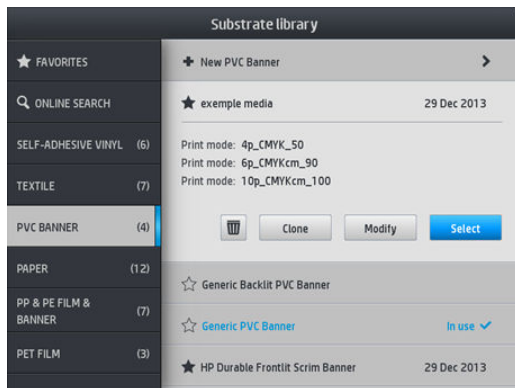 Substrate library
FAVORITES
ONLINE SEARCH
SELF-ADHESIVE VINYL (6)
TEXTILE (7)
PVC BANNER (4)
PAPER (12)
PP & PE FILM &
BANNER (7)
PET FILM (3)
New PVC Banner
exemple media 29 Dec 2013
Print mode: 4p_CMYK_50
Print mode: 6p_CMYKcm_90
Print mode: 10p_CMYKcm_100
Clone Modify Select
Generic Backlit PVC Banner
Generic PVC Banner In use
HP Durable Frontlit Scrim Banner 29 Dec 2013